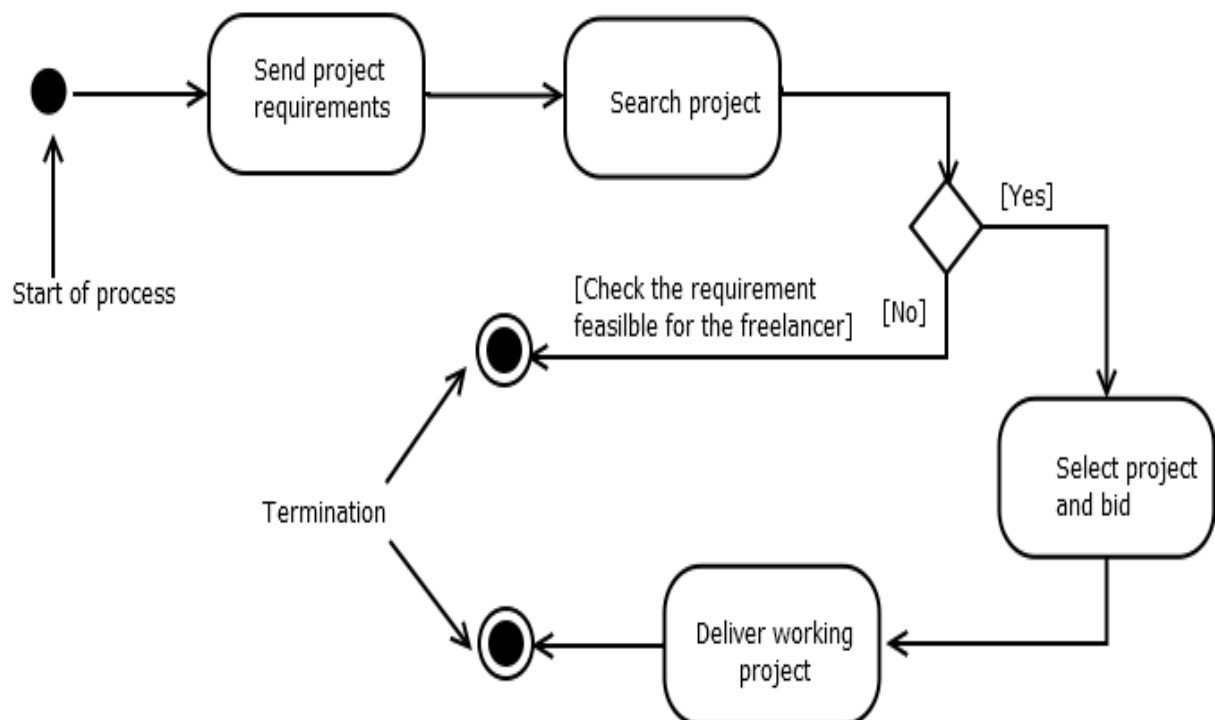 Send project
requirements
Search project
[Yes]
Start of process
[Check the requirement
feasilble for the freelancer]
[No]
Select project
and bid
Termination
Deliver working
project